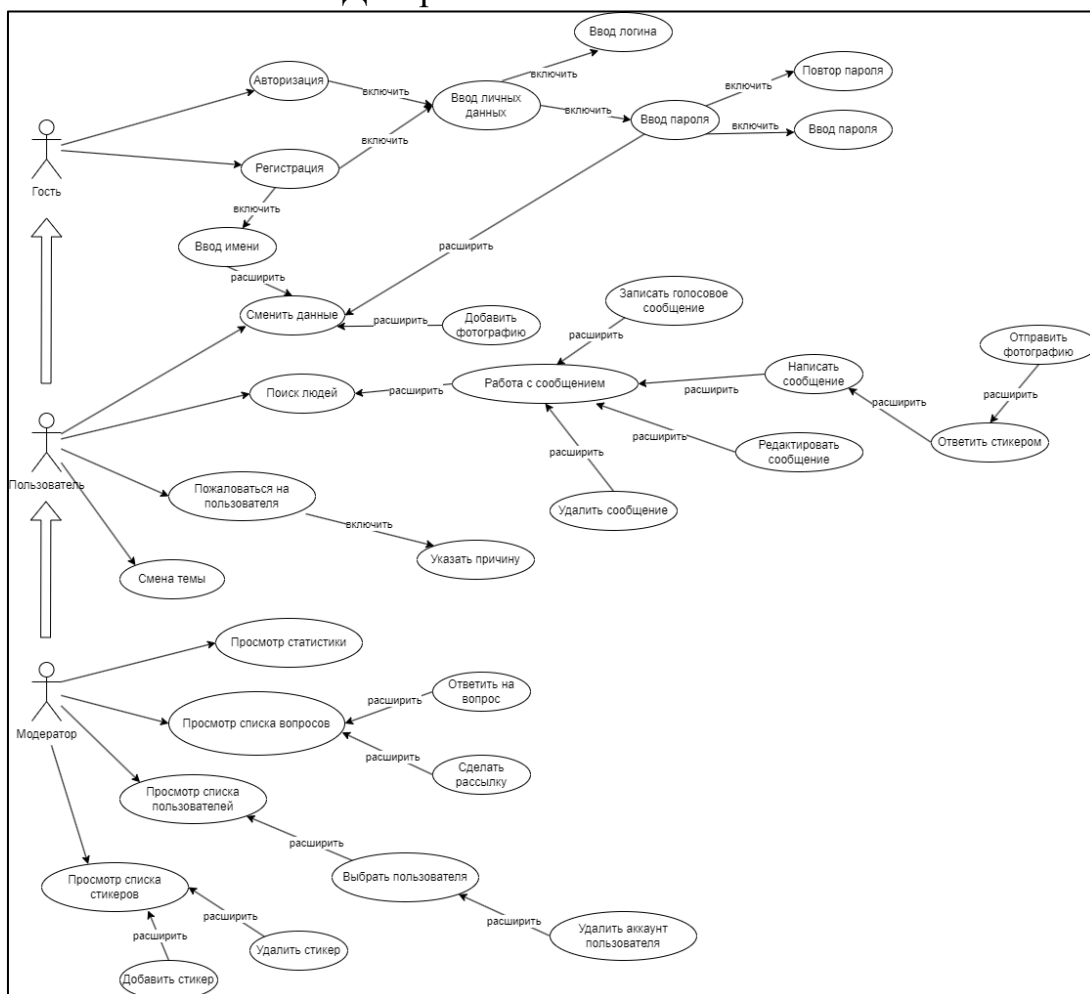 Ввод логина
Авторизация
включить
включить
Ввод личных
данных
включить
Повтор пароля
включить
Ввод пароля
включить
Ввод пароля
включить
Гость
Регистрация
включить
Ввод имени
расширить
расширить
Сменить данные
расширить
Добавить
фотографию
Записать голосовое
сообщение
расширить
Отправить
фотографию
Поиск людей
расширить
Работа с сообщением
расширить
Написать
сообщение
расширить
расширить
Ответить стикером
расширить
Редактировать
сообщение
расширить
Удалить сообщение
Пользователь
Пожаловаться на
пользователя
включить
Указать причину
Смена темы
Просмотр статистики
Модератор
Просмотр списка вопросов
расширить
Ответить на
вопрос
расширить
Сделать
рассылку
Просмотр списка
пользователей
расширить
Выбрать пользователя
расширить
Удалить аккаунт
пользователя
Просмотр списка
стикеров
расширить
Удалить стикер
расширить
Добавить стикер